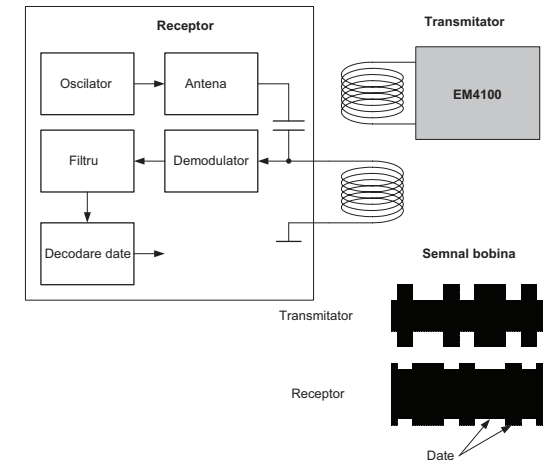 Receptor
Transmitator
Oscilator
Antena
EM4100
Filtru
Demodulator
Decodare date
Semnal bobina
Transmitator
Receptor
Date